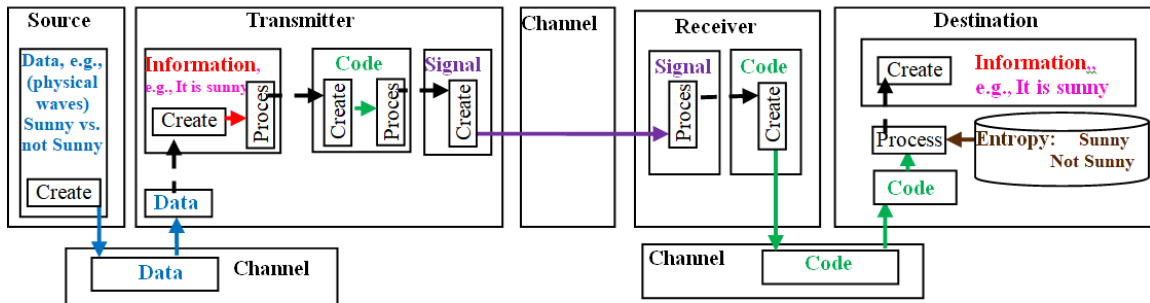 Source
Data, e.g.,
(physical
waves)
Sunny vs.
not Sunny
Create
Transmitter
Information,
e.g., It is sunny
Create
Proces
Data
Code
Create
Proces
Signal
Create
Channel
Data
Channel
Receiver
Signal
Proces
Code
Create
Channel
Code
Destination
Create
Information,,
e.g., It is sunny
Process
Entropy: Sunny
Not Sunny
Code